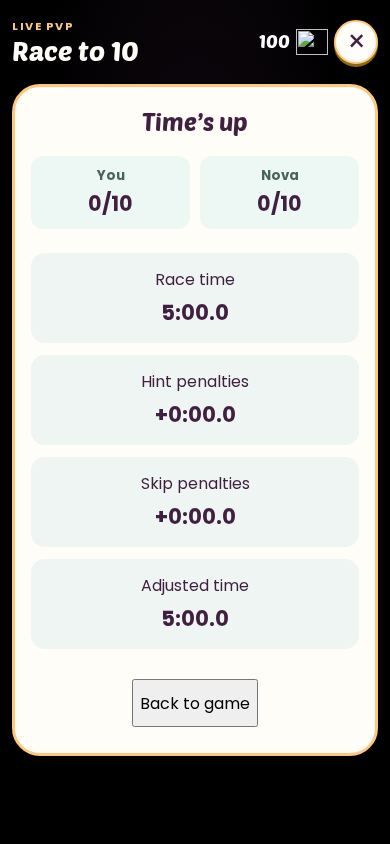 LIVE PVP
Race to 10
100
×
Time’s up
You
0/10
Nova
0/10
Race time
5:00.0
Hint penalties
+0:00.0
Skip penalties
+0:00.0
Adjusted time
5:00.0
Back to game